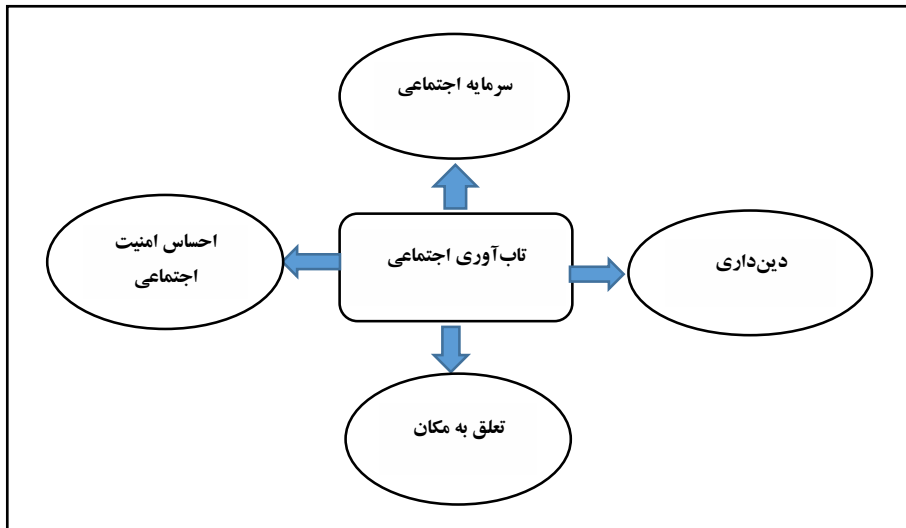 سرمایه اجتماعی
احساس امنیت
اجتماعی
تاب‌آوری اجتماعی
دین‌داری
تعلق به مکان